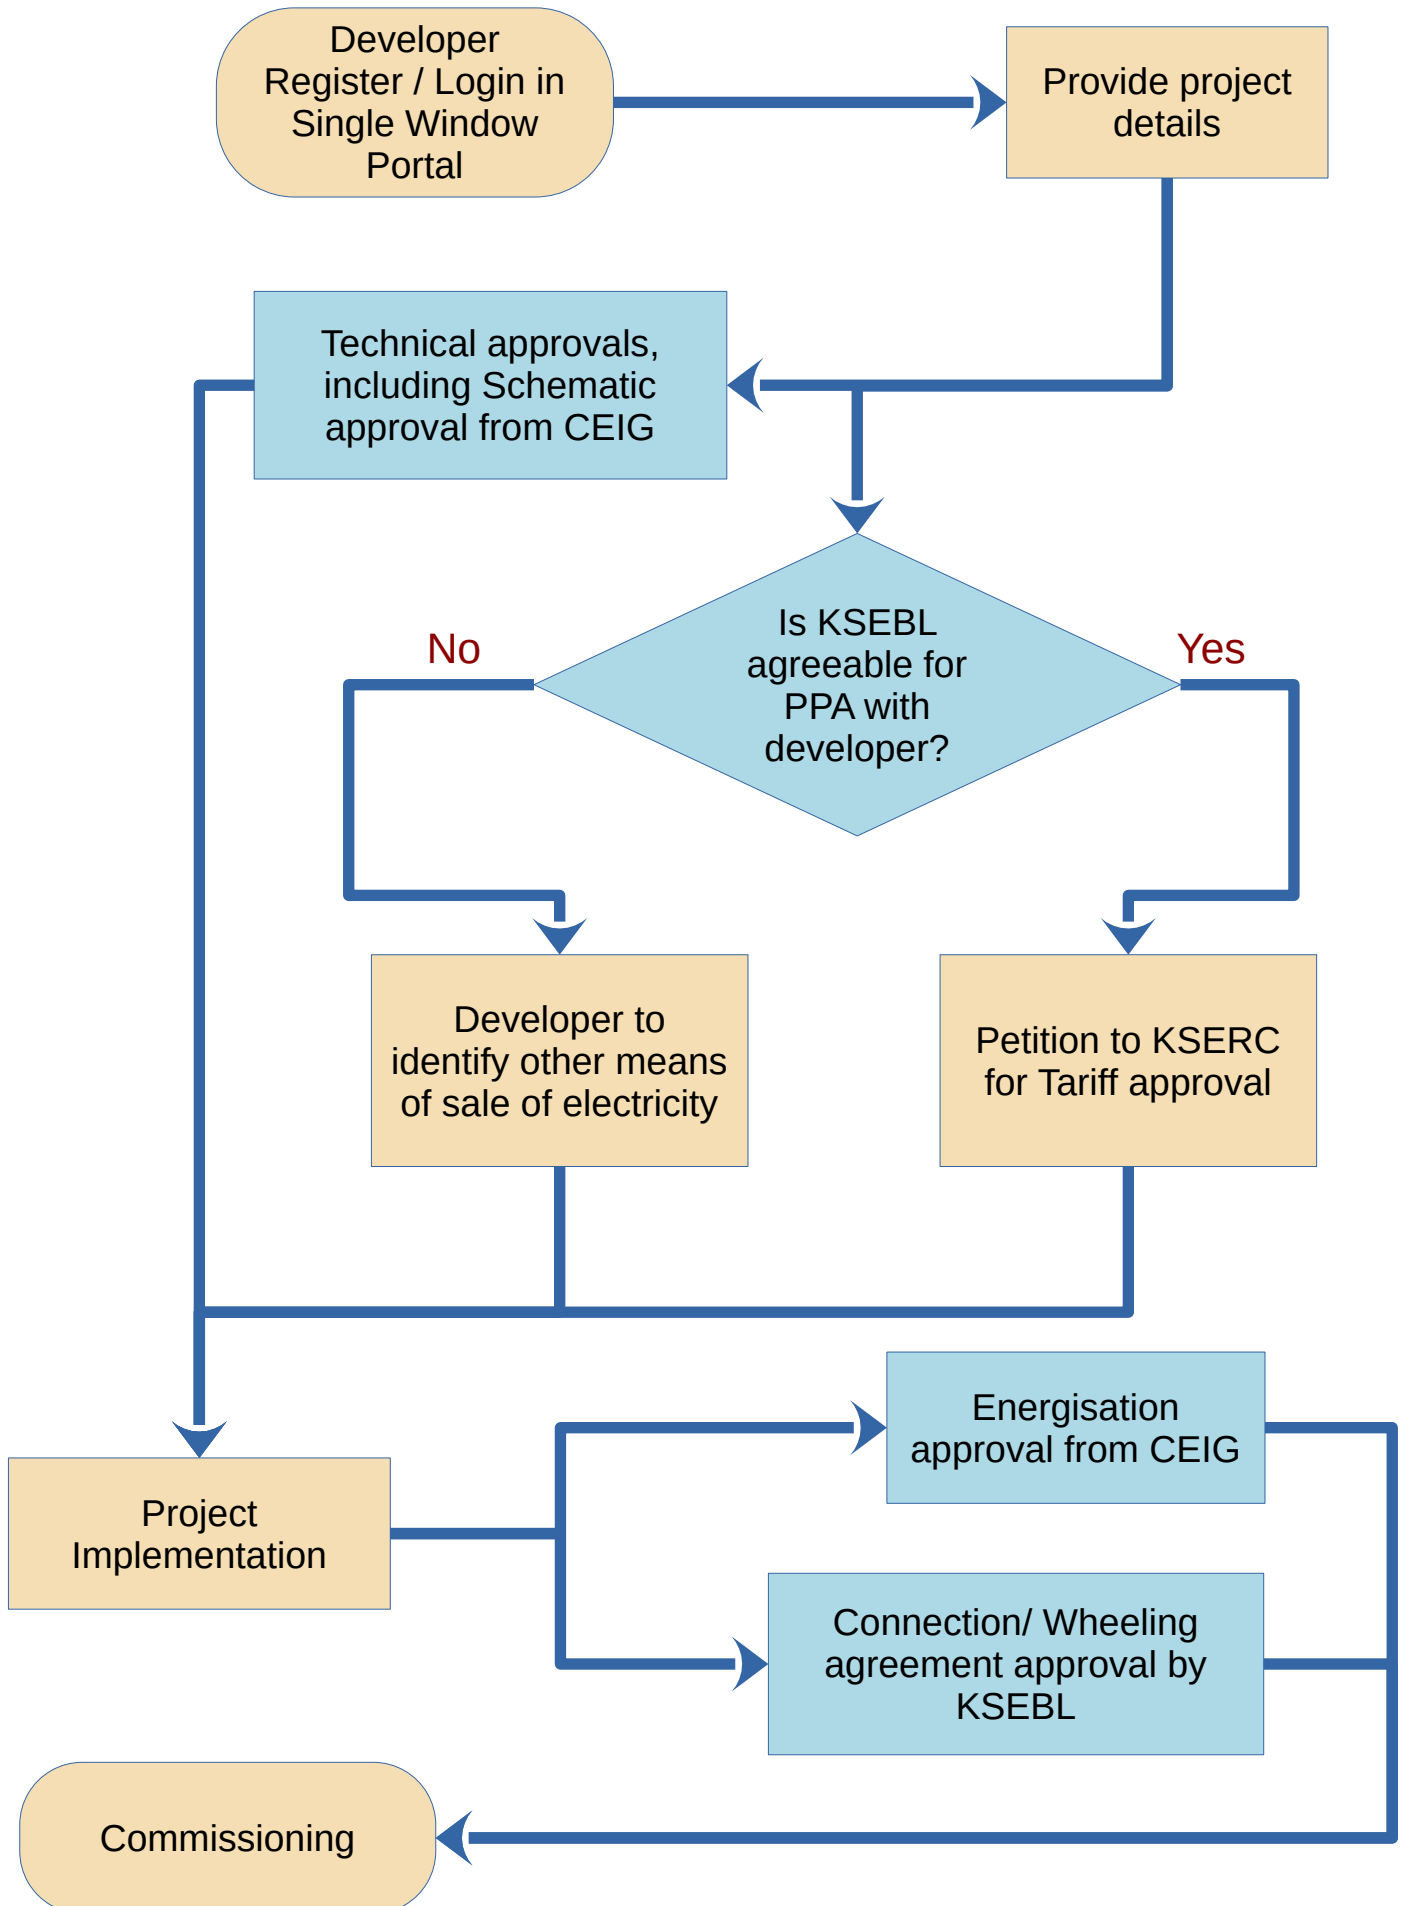 Developer
Register / Login in
Single Window
Portal
Provide project
details
Technical approvals,
including Schematic
approval from CEIG
Is KSEBL
agreeable for
PPA with
developer?
No
Yes
Developer to
identify other means
of sale of electricity
Petition to KSERC
for Tariff approval
Energisation
approval from CEIG
Project
Implementation
Connection/ Wheeling
agreement approval by
KSEBL
Commissioning